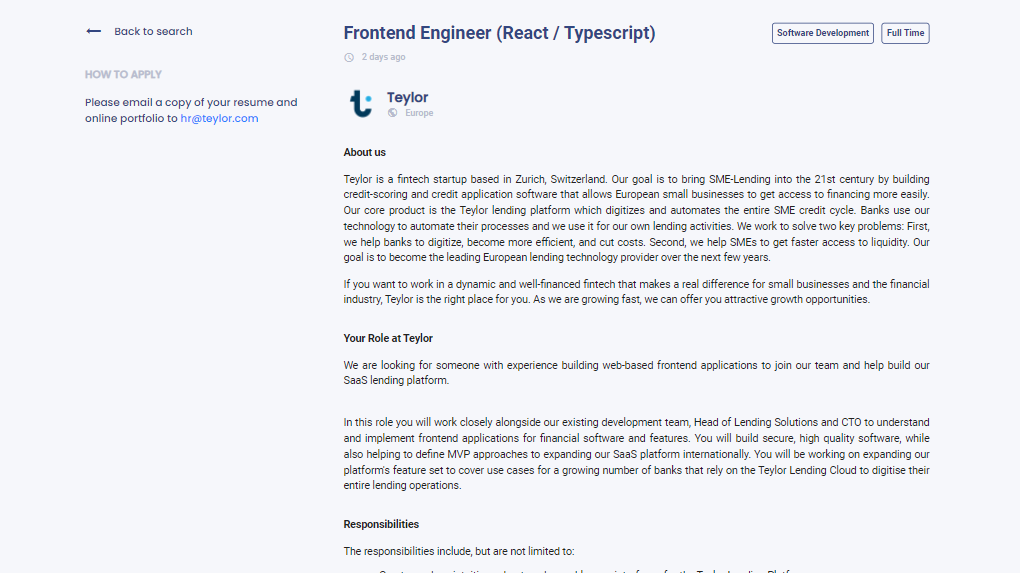 Back to search
HOW TO APPLY
Please email a copy of your resume and
online portfolio to hr@teylor.com
Frontend Engineer (React / Typescript)
Software Development
Full Time
2 days ago
Teylor
Europe
About us
Teylor is a fintech startup based in Zurich, Switzerland. Our goal is to bring SME-Lending into the 21st century by building
credit-scoring and credit application software that allows European small businesses to get access to financing more easily.
Our core product is the Teylor lending platform which digitizes and automates the entire SME credit cycle. Banks use our
technology to automate their processes and we use it for our own lending activities. We work to solve two key problems: First,
we help banks to digitize, become more efficient, and cut costs. Second, we help SMEs to get faster access to liquidity. Our
goal is to become the leading European lending technology provider over the next few years.
If you want to work in a dynamic and well-financed fintech that makes a real difference for small businesses and the financial
industry, Teylor is the right place for you. As we are growing fast, we can offer you attractive growth opportunities.
Your Role at Teylor
We are looking for someone with experience building web-based frontend applications to join our team and help build our
SaaS lending platform.
In this role you will work closely alongside our existing development team, Head of Lending Solutions and CTO to understand
and implement frontend applications for financial software and features. You will build secure, high quality software, while
also helping to define MVP approaches to expanding our SaaS platform internationally. You will be working on expanding our
platform's feature set to cover use cases for a growing number of banks that rely on the Teylor Lending Cloud to digitise their
entire lending operations.
Responsibilities
The responsibilities include, but are not limited to: